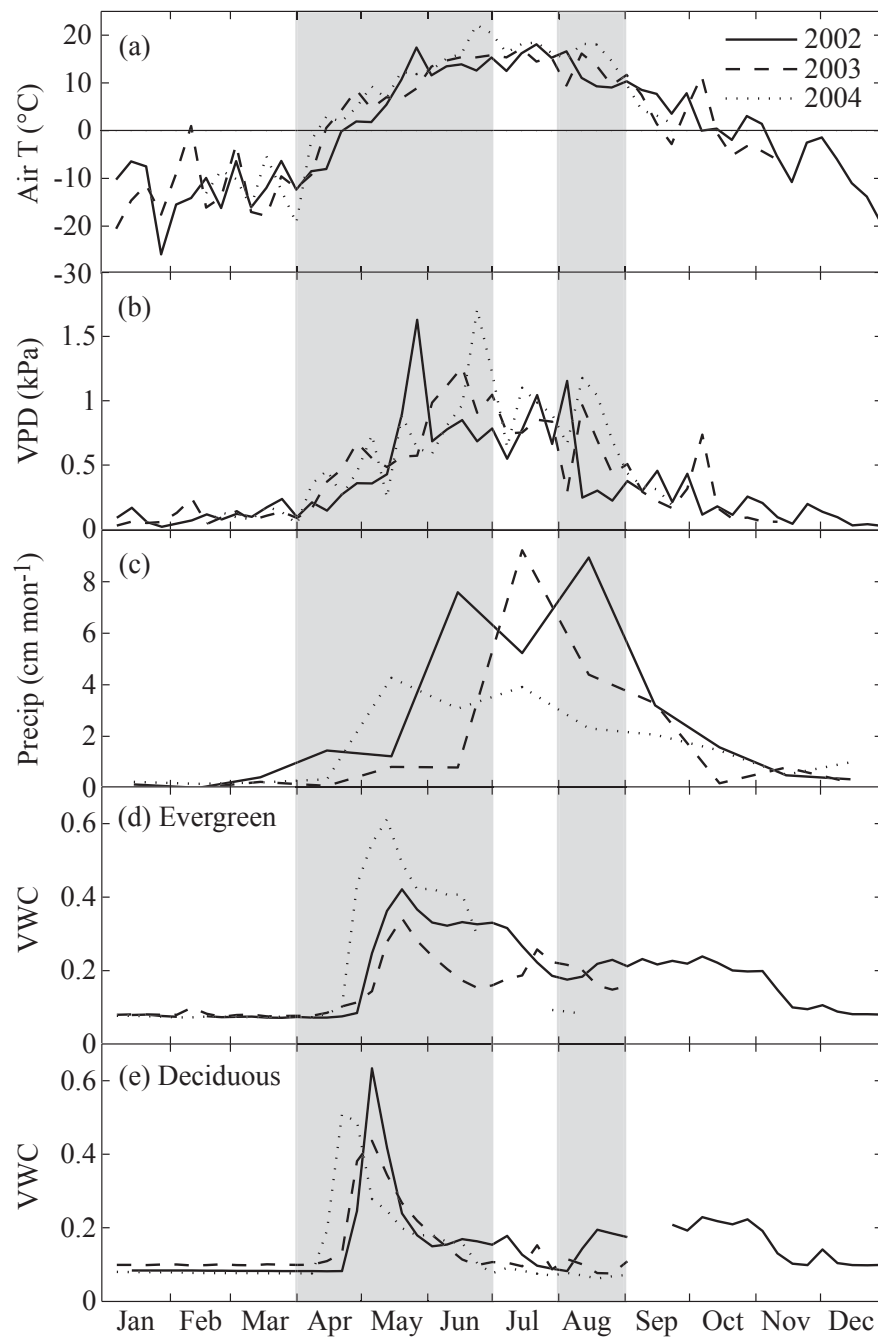 (a)
2002
2003
2004
20
10
0
-10
-20
-30
Air T (°C)
(b)
1.5
1
0.5
0
VPD (kPa)
(c)
8
6
4
2
0
Precip (cm mon-1)
(d) Evergreen
0.6
0.4
0.2
0
VWC
(e) Deciduous
0.6
0.4
0.2
0
VWC
Jan Feb Mar Apr May Jun Jul Aug Sep Oct Nov Dec